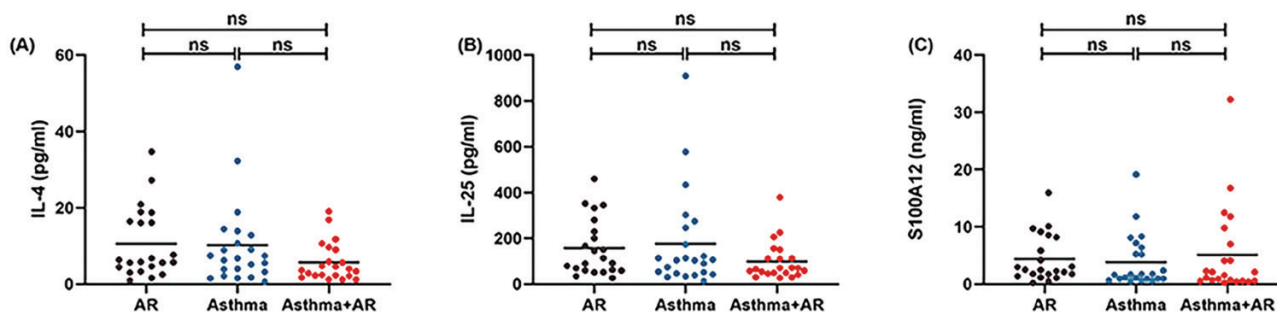 (A)
ns
ns
ns
IL-4 (pg/ml)
60
40
20
0
AR
Asthma
Asthma+AR
(B)
ns
ns
ns
IL-25 (pg/ml)
1000
800
600
400
200
0
AR
Asthma
Asthma+AR
(C)
ns
ns
ns
S100A12 (ng/ml)
40
30
20
10
0
AR
Asthma
Asthma+AR